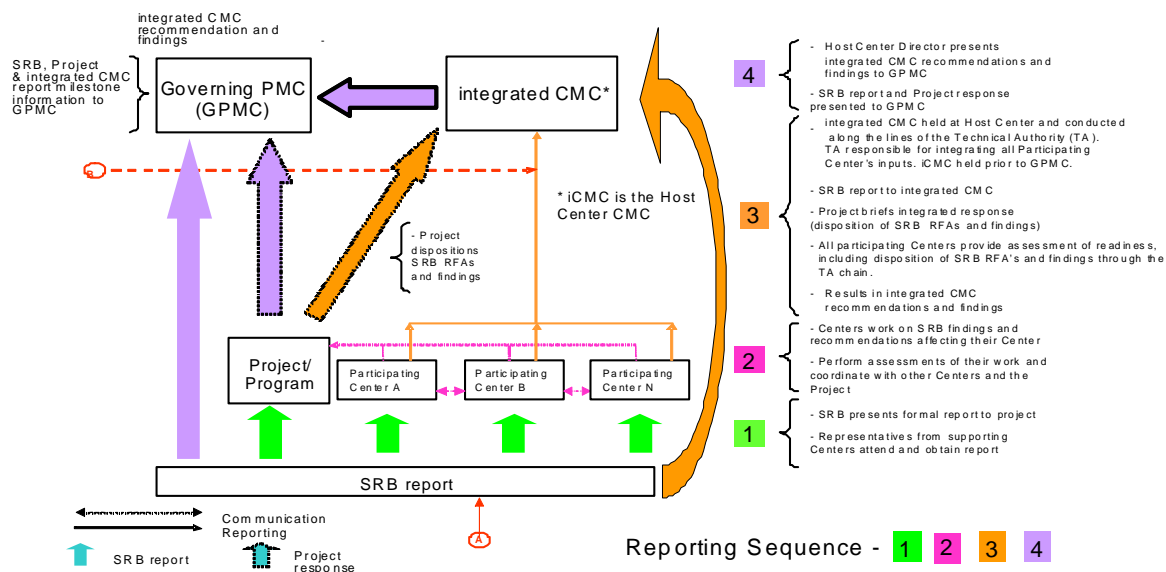 integrated CMC
recommendation and
findings
-
SRB, Project
& integrated CMC
report milestone
information to
GPMC
Governing PMC
(GPMC)
integrated CMC*
B
* iCMC is the Host
Center CMC
- Project
dispositions
SRB RFAs
and findings
Project/
Program
Participating
Center A
Participating
Center B
Participating
Center N
SRB report
A
Communication
Reporting
SRB report
Project
response
4
- Host Center Director presents
integrated CMC recommendations and
findings to GPMC
- SRB report and Project response
presented to GPMC
3
integrated CMC held at Host Center and conducted
- along the lines of the Technical Authority (TA).
TA responsible for integrating all Participating
Center's inputs. iCMC held prior to GPMC.
- SRB report to integrated CMC
- Project briefs integrated response
(disposition of SRB RFAs and findings)
- All participating Centers provide assessment of readiness,
including disposition of SRB RFA's and findings through the
TA chain.
- Results in integrated CMC
recommendations and findings
2
- Centers work on SRB findings and
recommendations affecting their Center
- Perform assessments of their work and
coordinate with other Centers and the
Project
1
- SRB presents formal report to project
- Representatives from supporting
Centers attend and obtain report
Reporting Sequence - 1 2 3 4